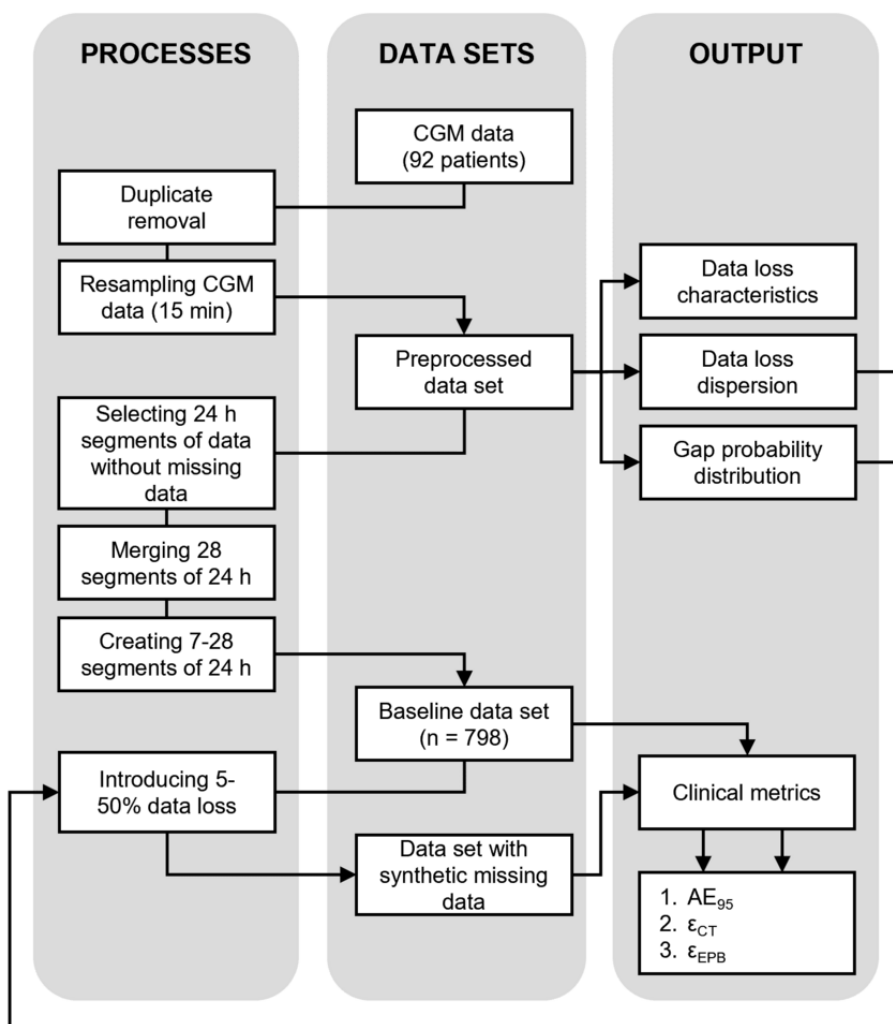 PROCESSES
DATA SETS
OUTPUT
CGM data
(92 patients)
Duplicate
removal
Resampling CGM
data (15 min)
Preprocessed
data set
Data loss
characteristics
Data loss
dispersion
Gap probability
distribution
Selecting 24 h
segments of data
without missing
data
Merging 28
segments of 24 h
Creating 7-28
segments of 24 h
Baseline data set
(n = 798)
Introducing 5-
50% data loss
Clinical metrics
Data set with
synthetic missing
data
1. AE95
2. εCT
3. εEPB